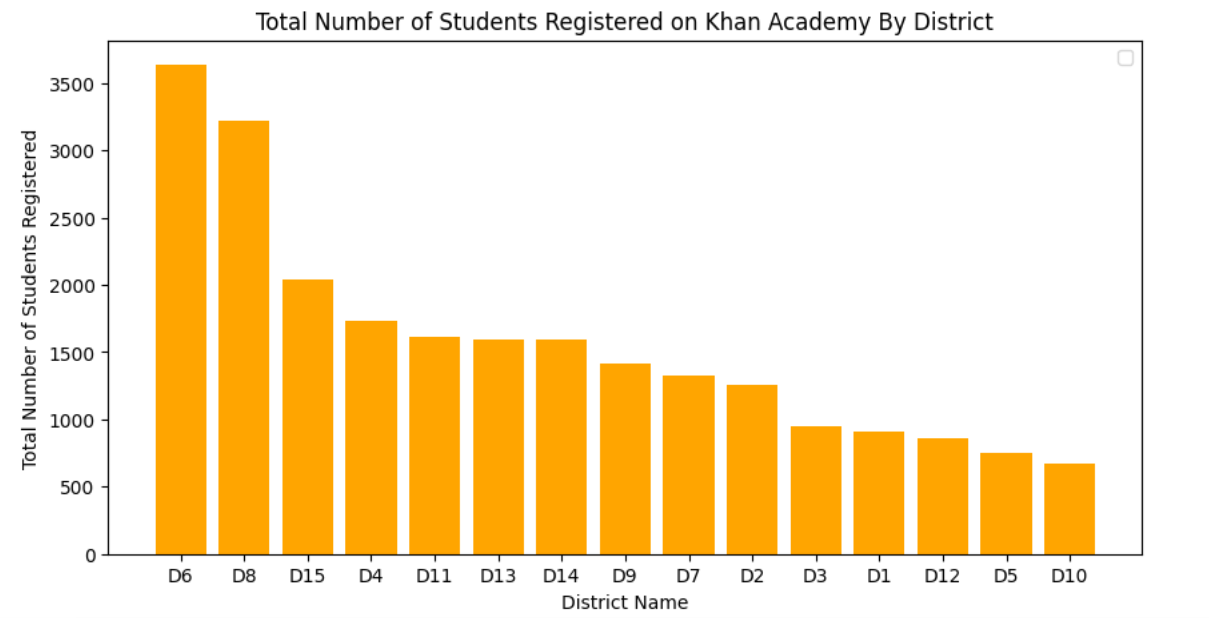 Total Number of Students Registered on Khan Academy By District
Total Number of Students Registered
3500
3000
2500
2000
1500
1000
500
0
D6 D8 D15 D4 D11 D13 D14 D9 D7 D2 D3 D1 D12 D5 D10
District Name